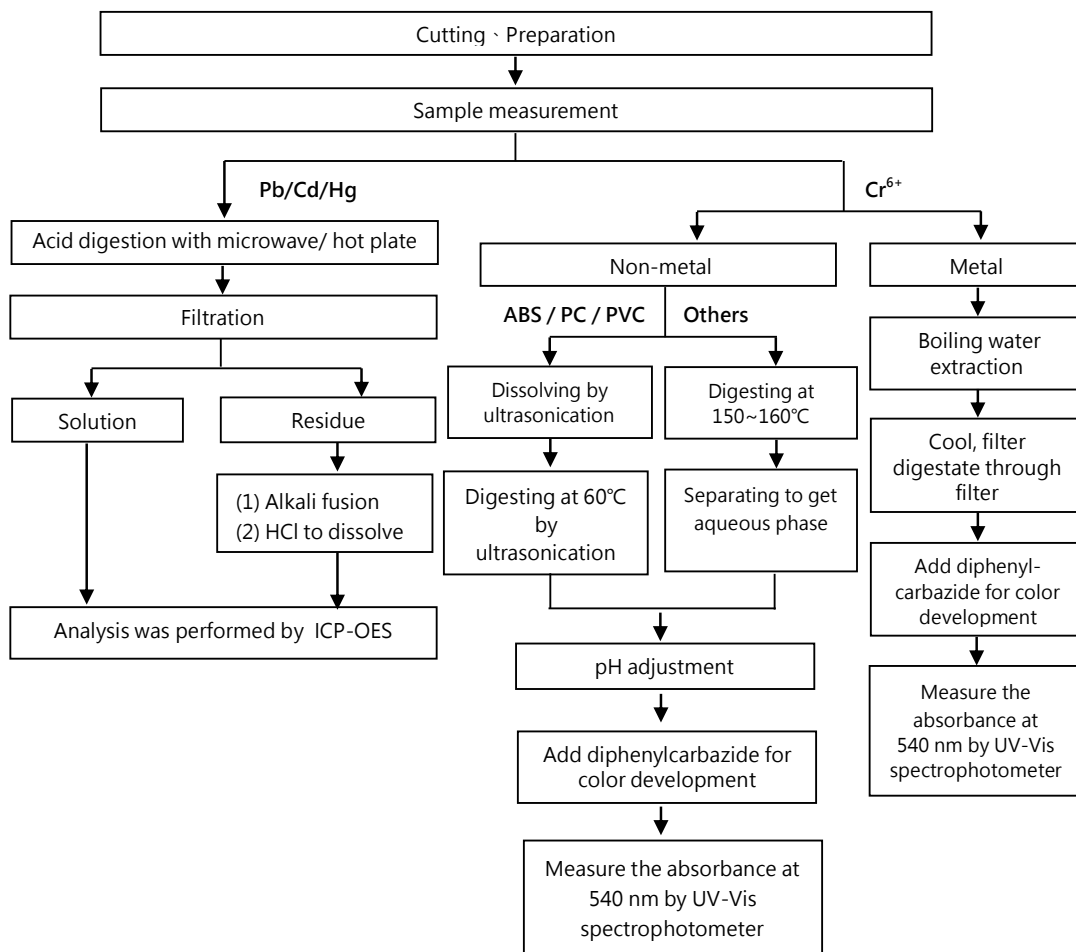 Cutting、Preparation
Sample measurement
Pb/Cd/Hg
Cr6+
Acid digestion with microwave/ hot plate
Filtration
Solution
Residue
(1) Alkali fusion
(2) HCl to dissolve
Analysis was performed by ICP-OES
Non-metal
ABS / PC / PVC
Others
Dissolving by
ultrasonication
Digesting at 60℃
by
ultrasonication
Digesting at
150~160℃
Separating to get
aqueous phase
pH adjustment
Add diphenylcarbazide for
color development
Measure the absorbance at
540 nm by UV-Vis
spectrophotometer
Metal
Boiling water
extraction
Cool, filter
digestate through
filter
Add diphenyl-
carbazide for color
development
Measure the
absorbance at
540 nm by UV-Vis
spectrophotometer